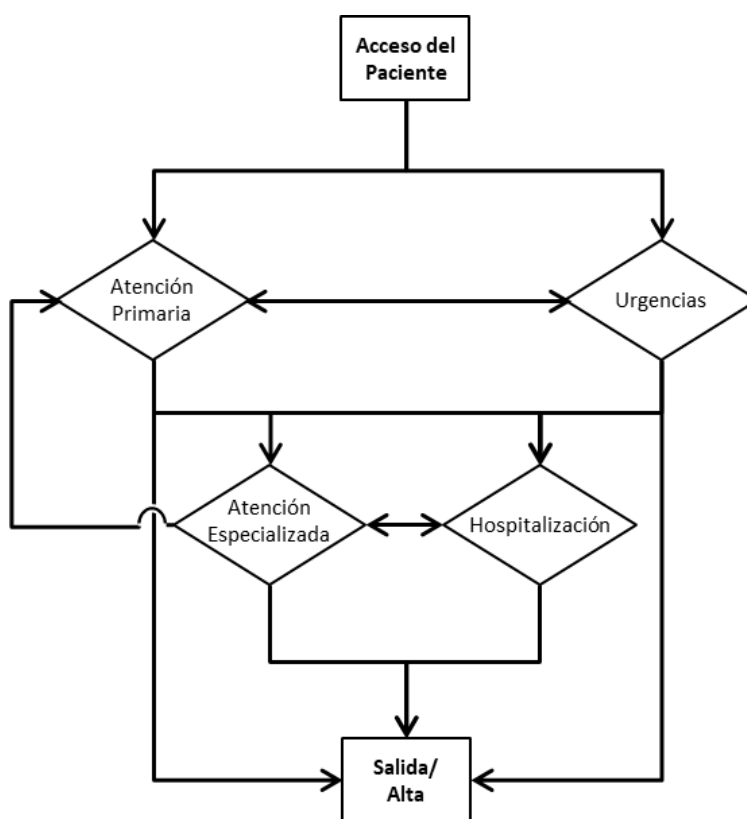 Acceso del
Paciente
Atención
Primaria
Urgencias
Atención
Especializada
Hospitalización
Salida/
Alta